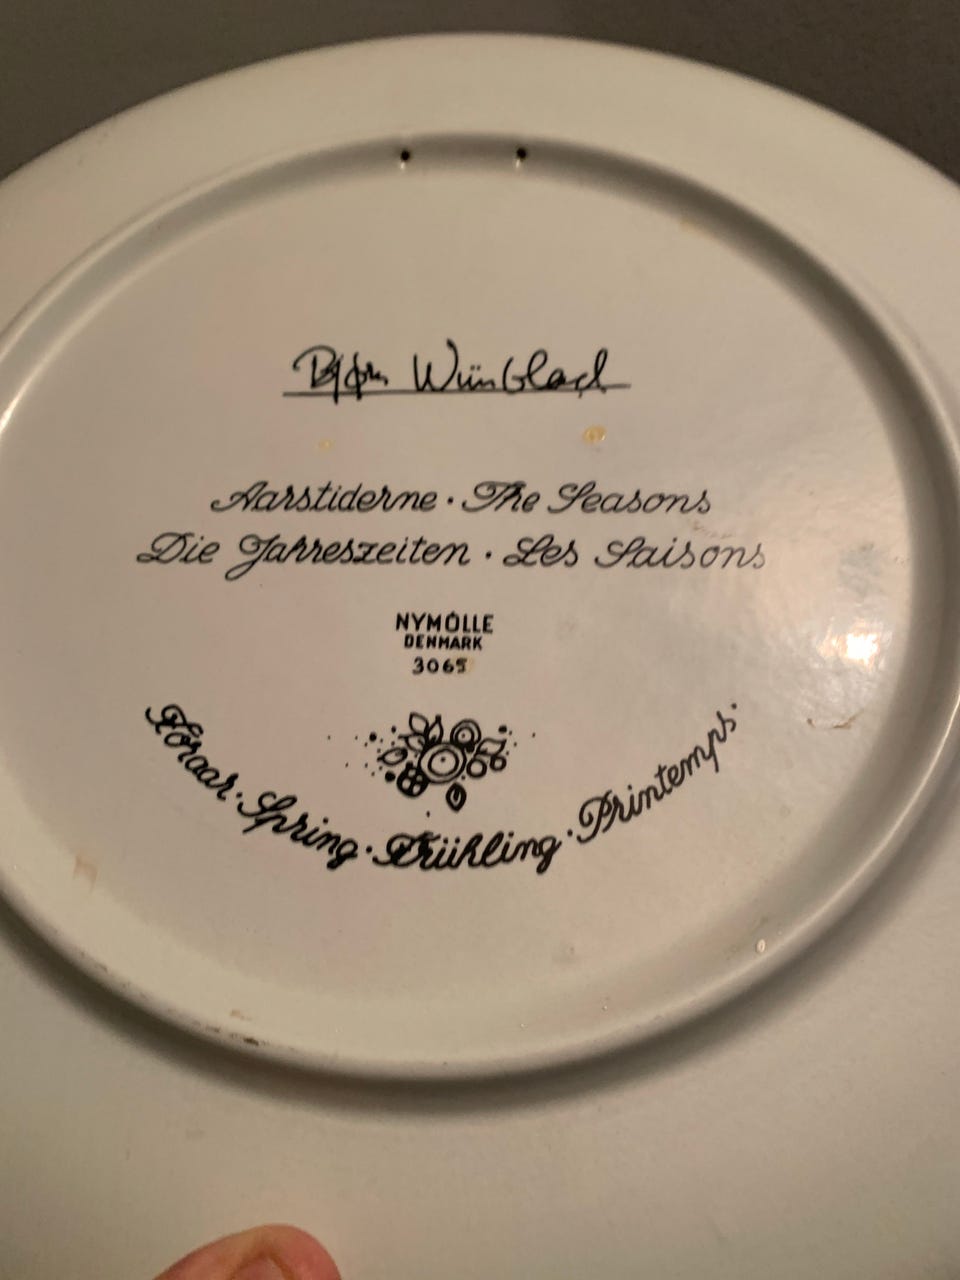 Bjørn Wiinblad
Aarstiderne · The Seasons
Die Jahreszeiten · Les Saisons
NYMÖLLE
DENMARK
3065
Foraar · Spring · Frühling · Printemps ·